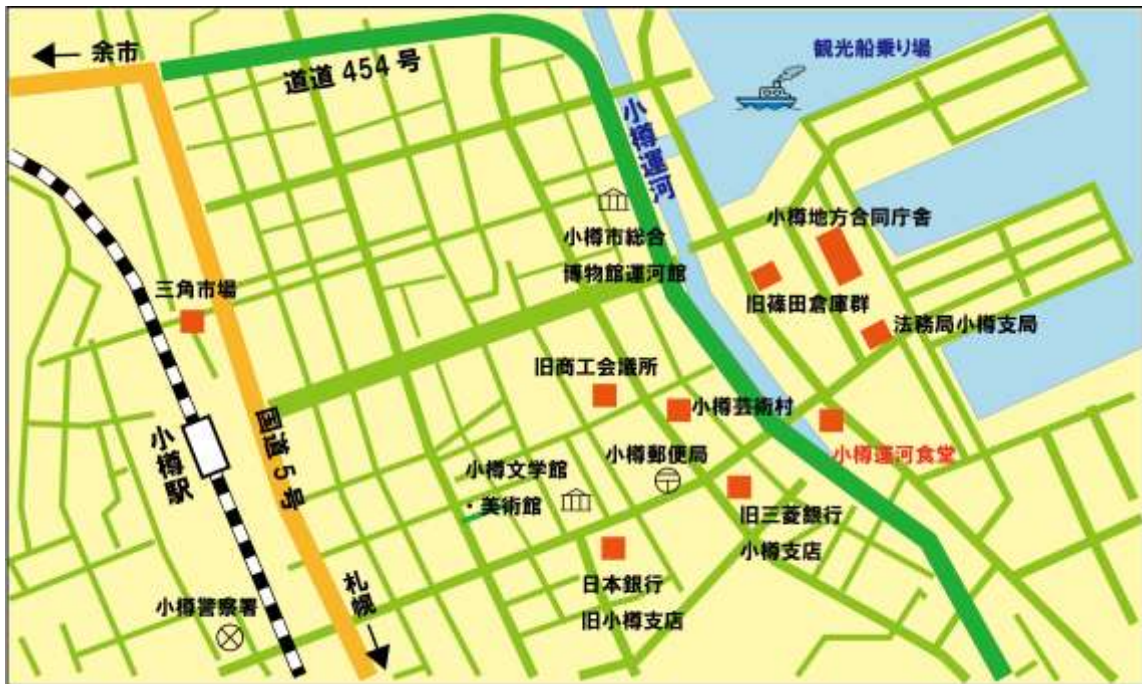 余市
道道 454 号
観光船乗り場
小樽運河
小樽地方合同庁舎
小樽市総合
博物館運河館
旧篠田倉庫群
三角市場
法務局小樽支局
旧商工会議所
小樽芸術村
国道5号
小樽駅
小樽運河食堂
小樽郵便局
小樽文学館
・美術館
旧三菱銀行
小樽支店
日本銀行
旧小樽支店
札幌
小樽警察署